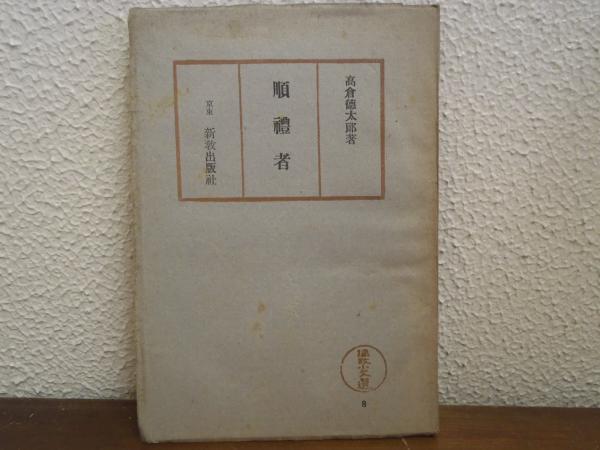 高倉德太郎著
順禮者
京東 新教出版社
8